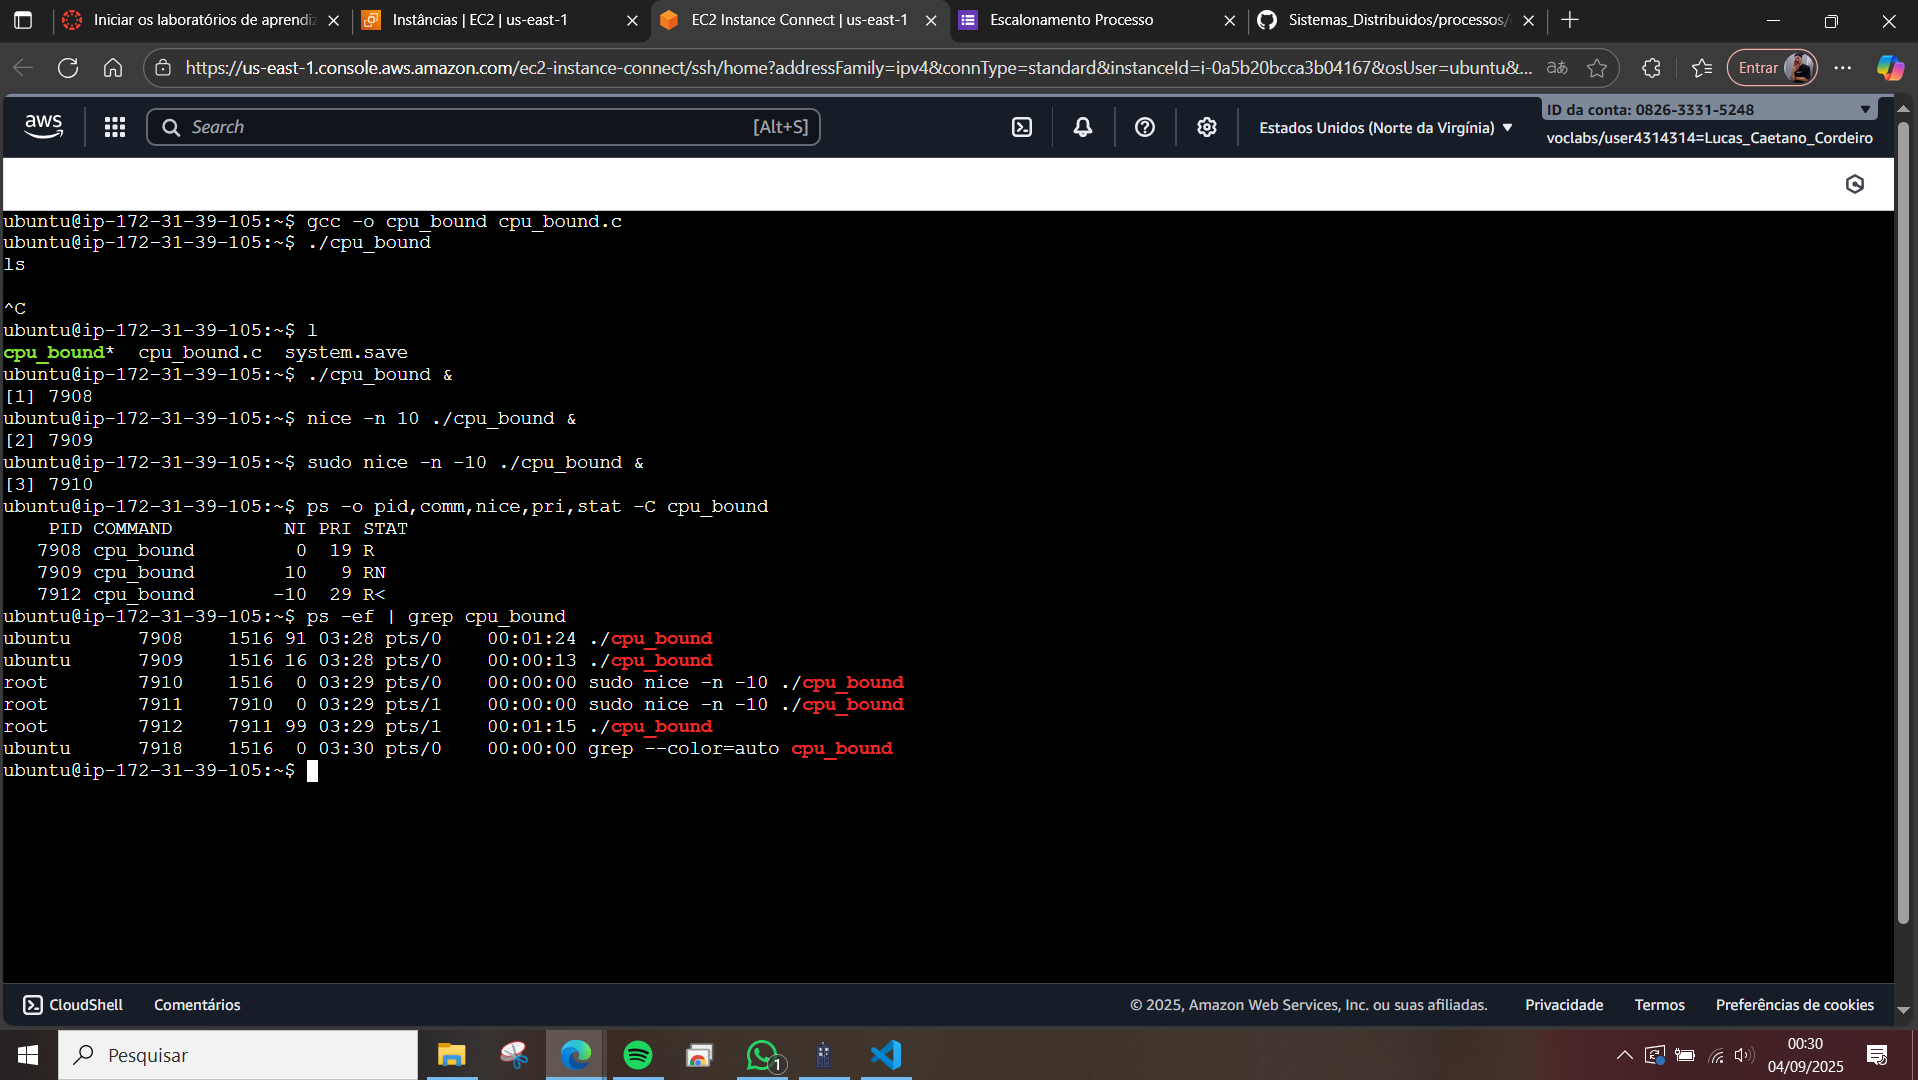 Iniciar os laboratórios de aprendiz
Instâncias | EC2 | us-east-1
EC2 Instance Connect | us-east-1
Escalonamento Processo
Sistemas_Distribuidos/processos/
https://us-east-1.console.aws.amazon.com/ec2-instance-connect/ssh/home?addressFamily=ipv4&connType=standard&instanceId=i-0a5b20bcca3b04167&osUser=ubuntu&...
Entrar
aws
Search
[Alt+S]
Estados Unidos (Norte da Virgínia)
ID da conta: 0826-3331-5248
voclabs/user4314314=Lucas_Caetano_Cordeiro
ubuntu@ip-172-31-39-105:~$ gcc -o cpu_bound cpu_bound.c
ubuntu@ip-172-31-39-105:~$ ./cpu_bound
ls
^C
ubuntu@ip-172-31-39-105:~$ l
cpu_bound*  cpu_bound.c  system.save
ubuntu@ip-172-31-39-105:~$ ./cpu_bound &
[1] 7908
ubuntu@ip-172-31-39-105:~$ nice -n 10 ./cpu_bound &
[2] 7909
ubuntu@ip-172-31-39-105:~$ sudo nice -n -10 ./cpu_bound &
[3] 7910
ubuntu@ip-172-31-39-105:~$ ps -o pid,comm,nice,pri,stat -C cpu_bound
    PID COMMAND          NI PRI STAT
   7908 cpu_bound         0  19 R
   7909 cpu_bound        10   9 RN
   7912 cpu_bound       -10  29 R<
ubuntu@ip-172-31-39-105:~$ ps -ef | grep cpu_bound
ubuntu      7908    1516 91 03:28 pts/0    00:01:24 ./cpu_bound
ubuntu      7909    1516 16 03:28 pts/0    00:00:13 ./cpu_bound
root        7910    1516  0 03:29 pts/0    00:00:00 sudo nice -n -10 ./cpu_bound
root        7911    7910  0 03:29 pts/1    00:00:00 sudo nice -n -10 ./cpu_bound
root        7912    7911 99 03:29 pts/1    00:01:15 ./cpu_bound
ubuntu      7918    1516  0 03:30 pts/0    00:00:00 grep --color=auto cpu_bound
ubuntu@ip-172-31-39-105:~$
CloudShell
Comentários
© 2025, Amazon Web Services, Inc. ou suas afiliadas.
Privacidade
Termos
Preferências de cookies
Pesquisar
1
00:30
04/09/2025